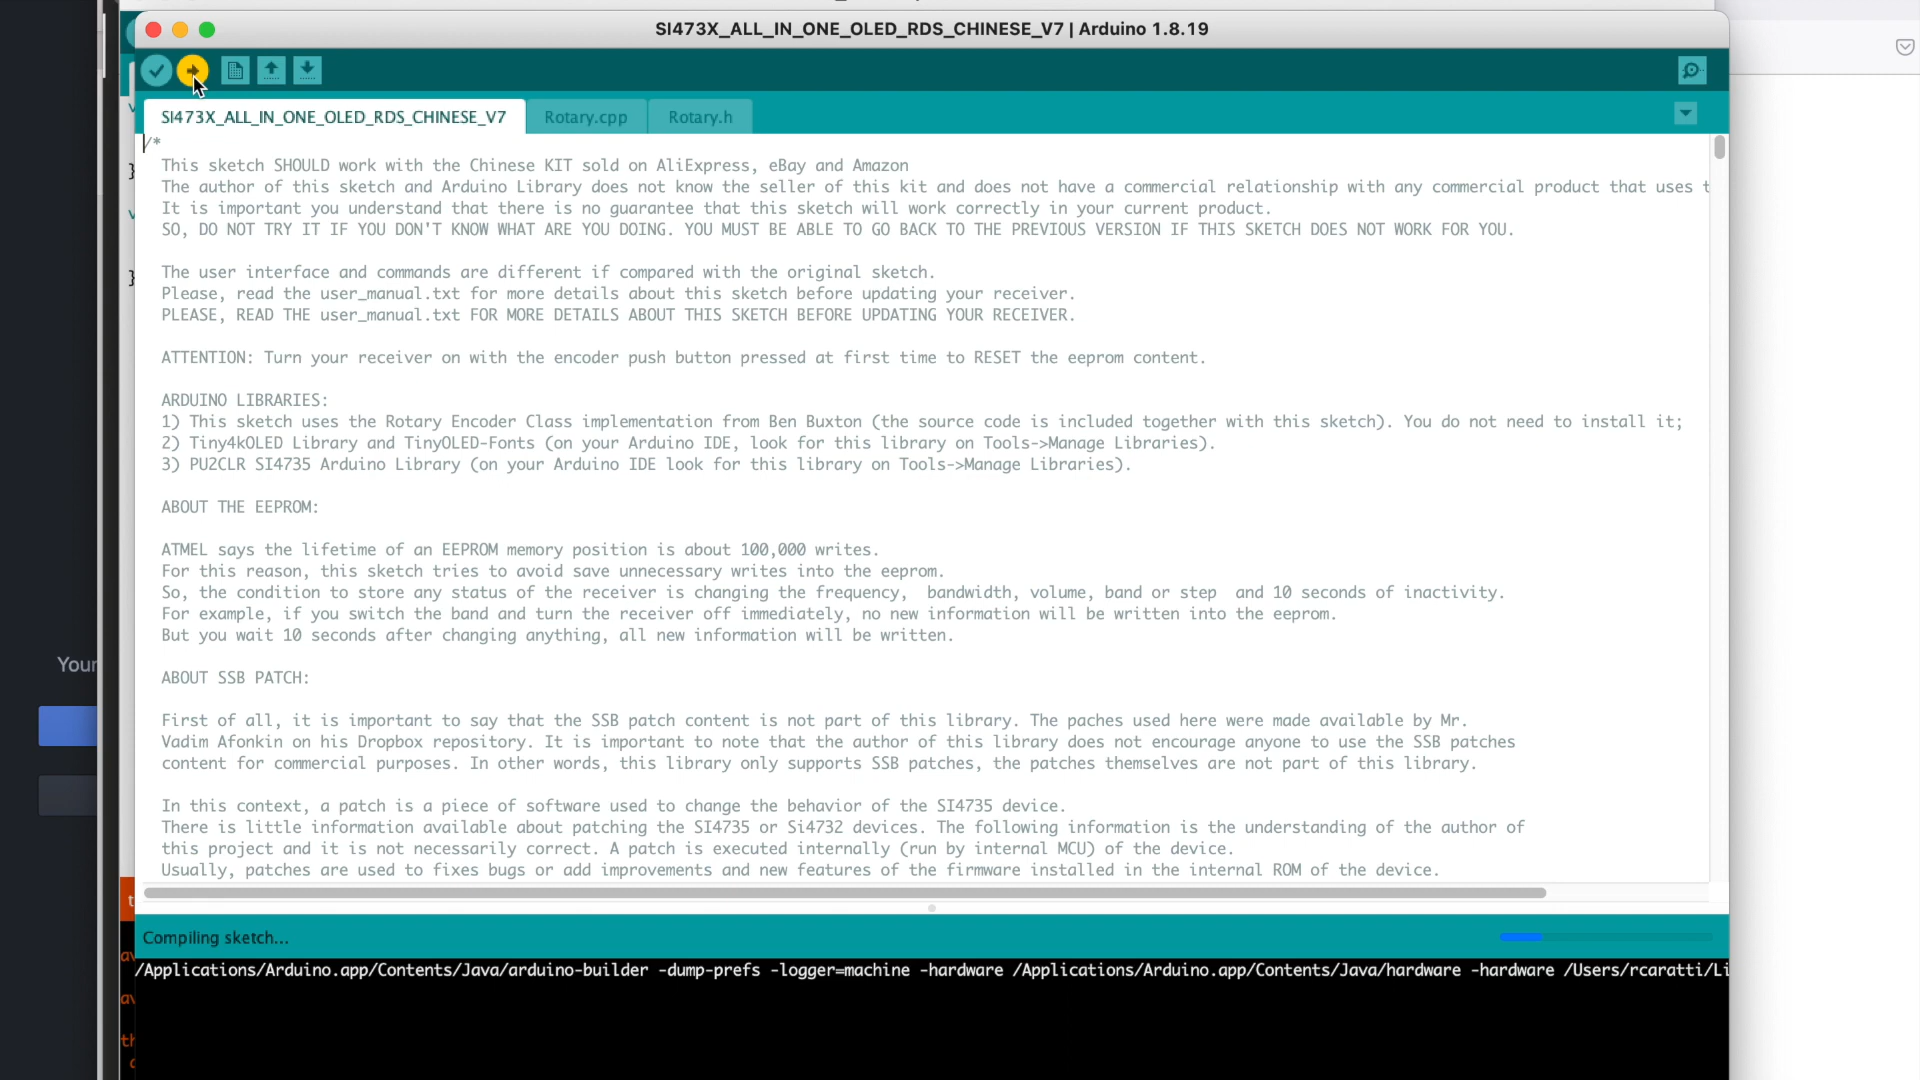 SI473X_ALL_IN_ONE_OLED_RDS_CHINESE_V7 | Arduino 1.8.19
SI473X_ALL_IN_ONE_OLED_RDS_CHINESE_V7 Rotary.cpp Rotary.h
/*
This sketch SHOULD work with the Chinese KIT sold on AliExpress, eBay and Amazon
The author of this sketch and Arduino Library does not know the seller of this kit and does not have a commercial relationship with any commercial product that uses t
It is important you understand that there is no guarantee that this sketch will work correctly in your current product.
SO, DO NOT TRY IT IF YOU DON'T KNOW WHAT ARE YOU DOING. YOU MUST BE ABLE TO GO BACK TO THE PREVIOUS VERSION IF THIS SKETCH DOES NOT WORK FOR YOU.
The user interface and commands are different if compared with the original sketch.
Please, read the user_manual.txt for more details about this sketch before updating your receiver.
PLEASE, READ THE user_manual.txt FOR MORE DETAILS ABOUT THIS SKETCH BEFORE UPDATING YOUR RECEIVER.
ATTENTION: Turn your receiver on with the encoder push button pressed at first time to RESET the eeprom content.
ARDUINO LIBRARIES:
1) This sketch uses the Rotary Encoder Class implementation from Ben Buxton (the source code is included together with this sketch). You do not need to install it;
2) Tiny4kOLED Library and TinyOLED-Fonts (on your Arduino IDE, look for this library on Tools->Manage Libraries).
3) PU2CLR SI4735 Arduino Library (on your Arduino IDE look for this library on Tools->Manage Libraries).
ABOUT THE EEPROM:
ATMEL says the lifetime of an EEPROM memory position is about 100,000 writes.
For this reason, this sketch tries to avoid save unnecessary writes into the eeprom.
So, the condition to store any status of the receiver is changing the frequency,  bandwidth, volume, band or step  and 10 seconds of inactivity.
For example, if you switch the band and turn the receiver off immediately, no new information will be written into the eeprom.
But you wait 10 seconds after changing anything, all new information will be written.
ABOUT SSB PATCH:
First of all, it is important to say that the SSB patch content is not part of this library. The paches used here were made available by Mr.
Vadim Afonkin on his Dropbox repository. It is important to note that the author of this library does not encourage anyone to use the SSB patches
content for commercial purposes. In other words, this library only supports SSB patches, the patches themselves are not part of this library.
In this context, a patch is a piece of software used to change the behavior of the SI4735 device.
There is little information available about patching the SI4735 or Si4732 devices. The following information is the understanding of the author of
this project and it is not necessarily correct. A patch is executed internally (run by internal MCU) of the device.
Usually, patches are used to fixes bugs or add improvements and new features of the firmware installed in the internal ROM of the device.
Your
Compiling sketch...
/Applications/Arduino.app/Contents/Java/arduino-builder -dump-prefs -logger=machine -hardware /Applications/Arduino.app/Contents/Java/hardware -hardware /Users/rcaratti/Li